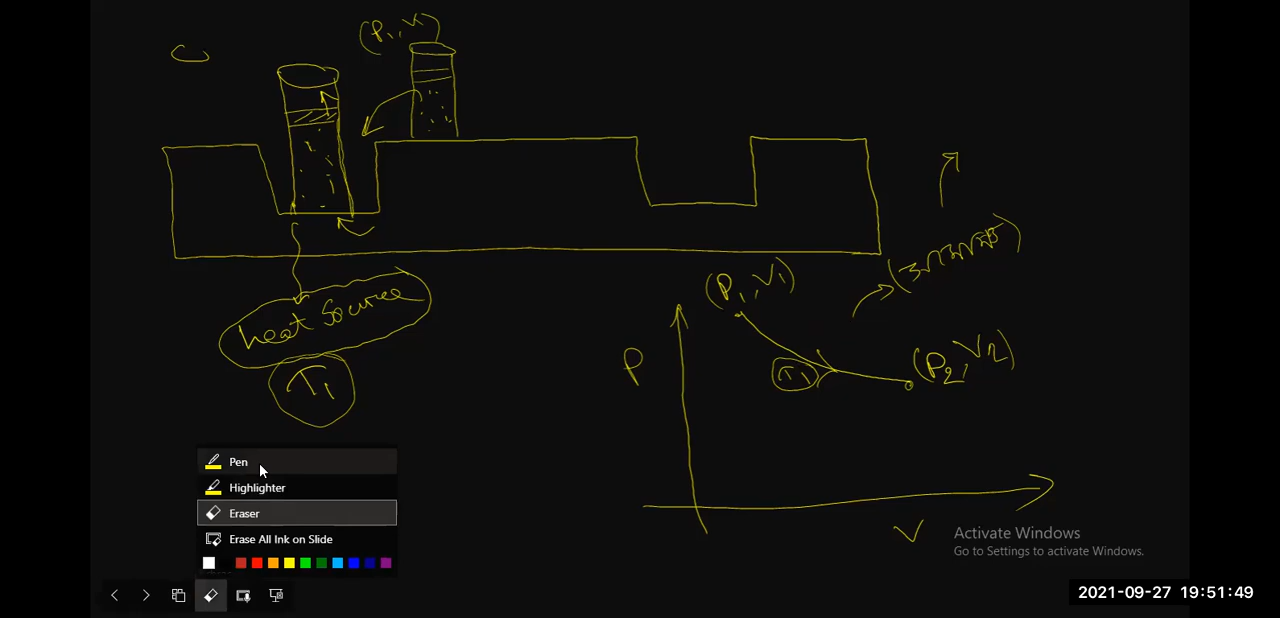 (P₁, V)
Heat Source
T₁
(P₁, V₁)
P
T₁
(P₂, V₂)
V
Pen
Highlighter
Eraser
Erase All Ink on Slide
Activate Windows
Go to Settings to activate Windows.
2021-09-27 19:51:49